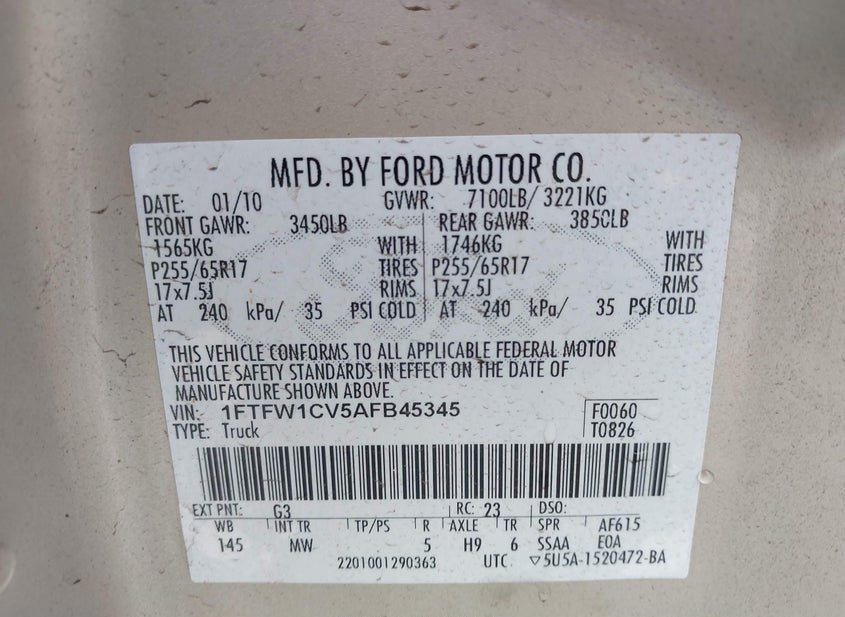 MFD. BY FORD MOTOR CO.
DATE: 01/10 GVWR: 7100LB/ 3221KG
FRONT GAWR: 3450LB REAR GAWR: 3850LB
1565KG WITH 1746KG WITH
P255/65R17 TIRES P255/65R17 TIRES
17x7.5J RIMS 17x7.5J RIMS
AT 240 kPa/ 35 PSI COLD AT 240 kPa/ 35 PSI COLD
THIS VEHICLE CONFORMS TO ALL APPLICABLE FEDERAL MOTOR
VEHICLE SAFETY STANDARDS IN EFFECT ON THE DATE OF
MANUFACTURE SHOWN ABOVE.
VIN: 1FTFW1CV5AFB45345 F0060
TYPE: Truck T0826
EXT PNT: G3 RC: 23 DSO:
WB INT TR TP/PS R AXLE TR SPR AF615
145 MW 5 H9 6 SSAA EOA
2201001290363 UTC ▽5U5A-1520472-BA